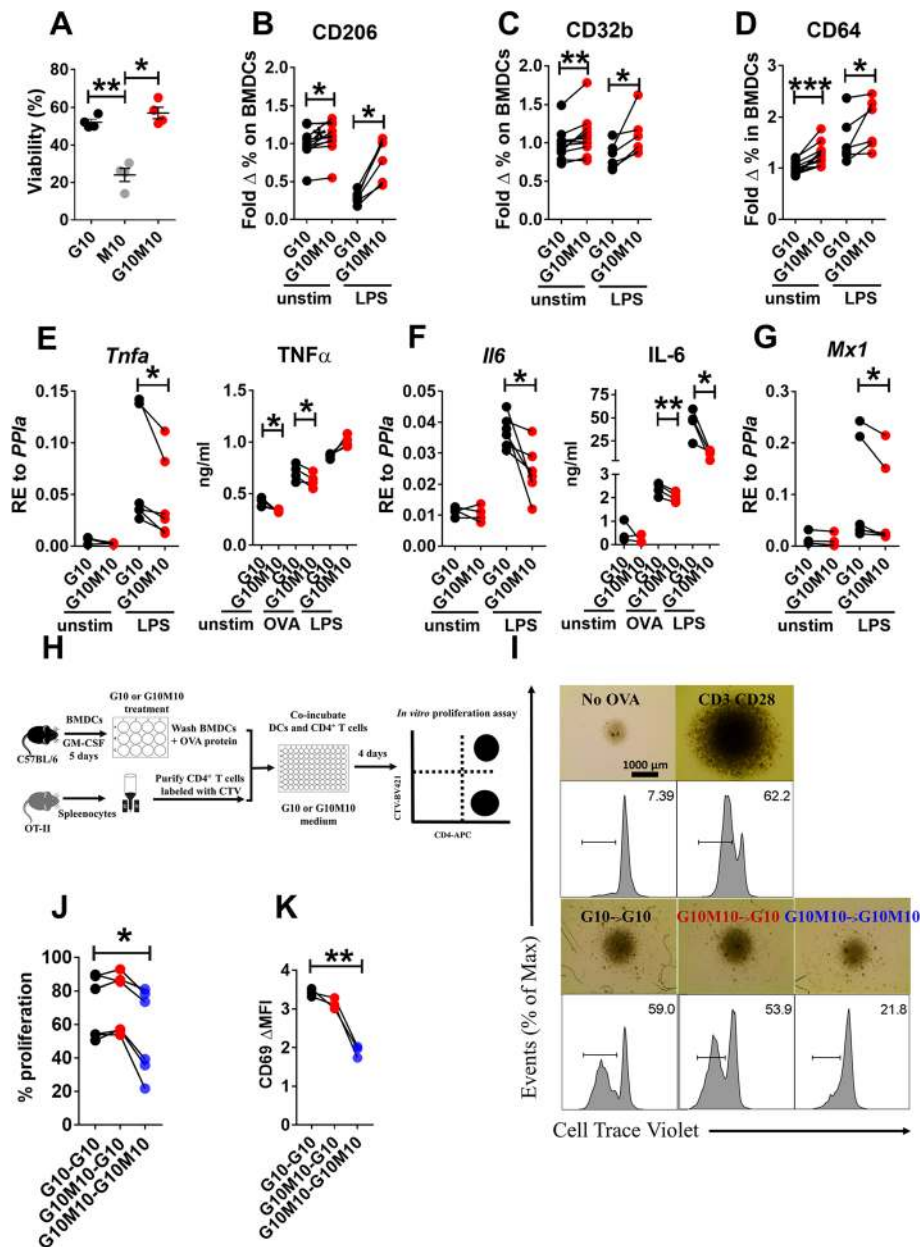 A
Viability (%)
80
60
40
20
0
**
*
G10
M10
G10M10
B
CD206
Fold Δ % on BMDCs
2.0
1.5
1.0
0.5
0.0
*
*
G10
G10M10
G10
G10M10
unstim
LPS
C
CD32b
Fold Δ % on BMDCs
2.0
1.5
1.0
0.5
0.0
**
*
G10
G10M10
G10
G10M10
unstim
LPS
D
CD64
Fold Δ % in BMDCs
3
2
1
0
***
*
G10
G10M10
G10
G10M10
unstim
LPS
E
Tnfa
RE to PPIa
0.15
0.10
0.05
0.00
*
G10
G10M10
G10
G10M10
unstim
LPS
TNFα
ng/ml
1.5
1.0
0.5
0.0
*
*
G10
G10M10
G10
G10M10
G10
G10M10
unstim
OVA
LPS
F
Il6
RE to PPIa
0.06
0.04
0.02
0.00
*
G10
G10M10
G10
G10M10
unstim
LPS
IL-6
ng/ml
75
50
25
4
3
2
1
0
**
*
G10
G10M10
G10
G10M10
G10
G10M10
unstim
OVA
LPS
G
Mx1
RE to PPIa
0.3
0.2
0.1
0.0
*
G10
G10M10
G10
G10M10
unstim
LPS
H
C57BL/6
BMDCs
GM-CSF
5 days
G10 or G10M10
treatment
Wash BMDCs
+ OVA protein
OT-II
Spleenocytes
Purify CD4⁺ T cells
labeled with CTV
Co-incubate
DCs and CD4⁺ T cells
G10 or G10M10
medium
4 days
In vitro proliferation assay
CTV-BV421
CD4-APC
I
No OVA
CD3 CD28
1000 μm
7.39
62.2
G10->G10
G10M10->G10
G10M10->G10M10
59.0
53.9
21.8
Events (% of Max)
Cell Trace Violet
J
% proliferation
100
80
60
40
20
0
*
G10-G10
G10M10-G10
G10M10-G10M10
K
CD69 ΔMFI
4
3
2
1
0
**
G10-G10
G10M10-G10
G10M10-G10M10